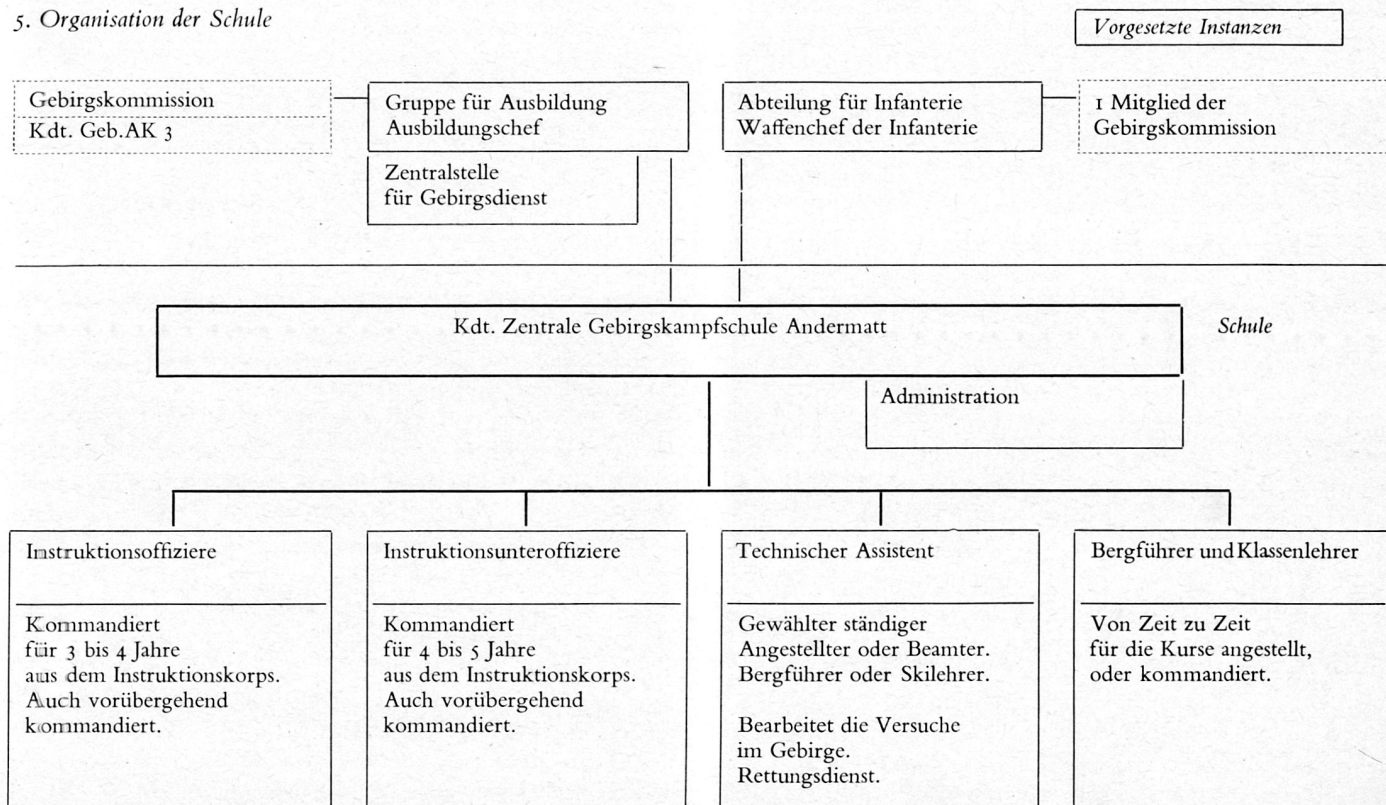 5. Organisation der Schule
Vorgesetzte Instanzen
Gebirgskommission
Kdt. Geb.AK 3
Gruppe für Ausbildung
Ausbildungschef
Zentralstelle
für Gebirgsdienst
Abteilung für Infanterie
Waffenchef der Infanterie
1 Mitglied der
Gebirgskommission
Kdt. Zentrale Gebirgskampfschule Andermatt
Schule
Administration
Instruktionsoffiziere
Kommandiert
für 3 bis 4 Jahre
aus dem Instruktionskorps.
Auch vorübergehend
kommandiert.
Instruktionsunteroffiziere
Kommandiert
für 4 bis 5 Jahre
aus dem Instruktionskorps.
Auch vorübergehend
kommandiert.
Technischer Assistent
Gewählter ständiger
Angestellter oder Beamter.
Bergführer oder Skilehrer.
Bearbeitet die Versuche
im Gebirge.
Rettungsdienst.
Bergführer und Klassenlehrer
Von Zeit zu Zeit
für die Kurse angestellt,
oder kommandiert.